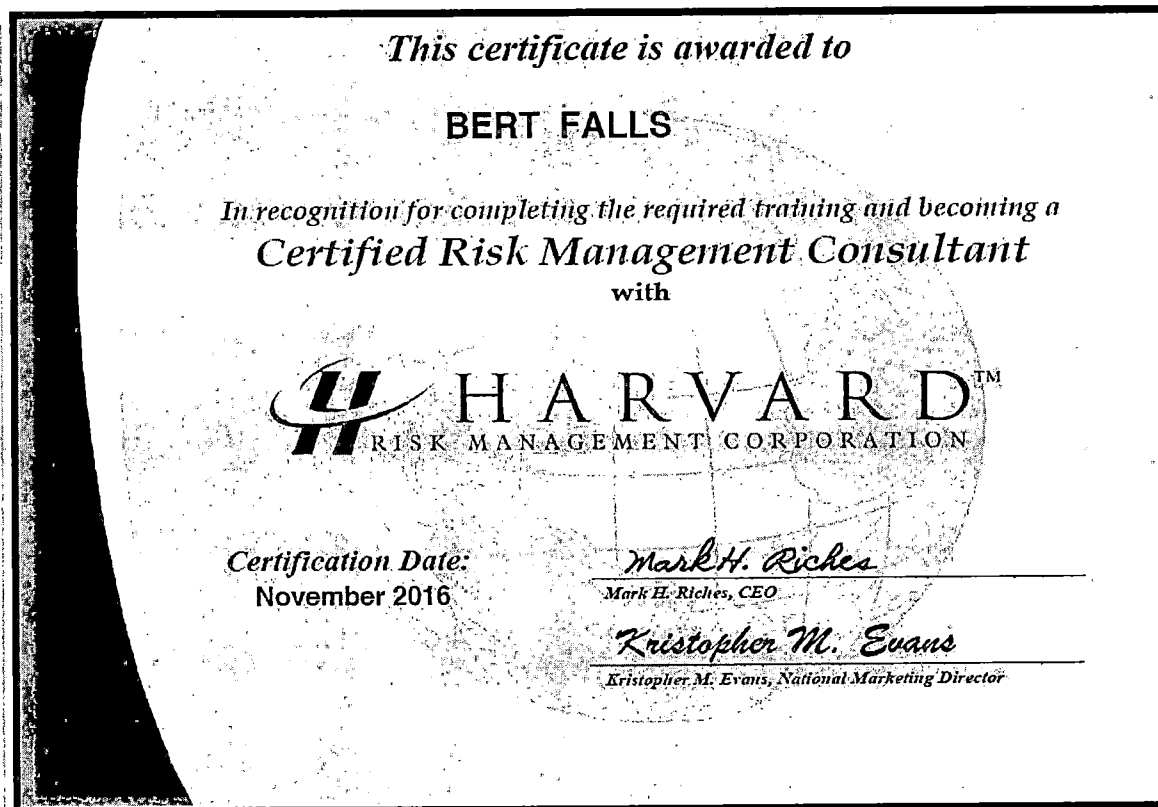 This certificate is awarded to
BERT FALLS
In recognition for completing the required training and becoming a
Certified Risk Management Consultant
with
HARVARD™
RISK MANAGEMENT CORPORATION
Certification Date:
November 2016
Mark H. Riches
Mark H. Riches, CEO
Kristopher M. Evans
Kristopher M. Evans, National Marketing Director